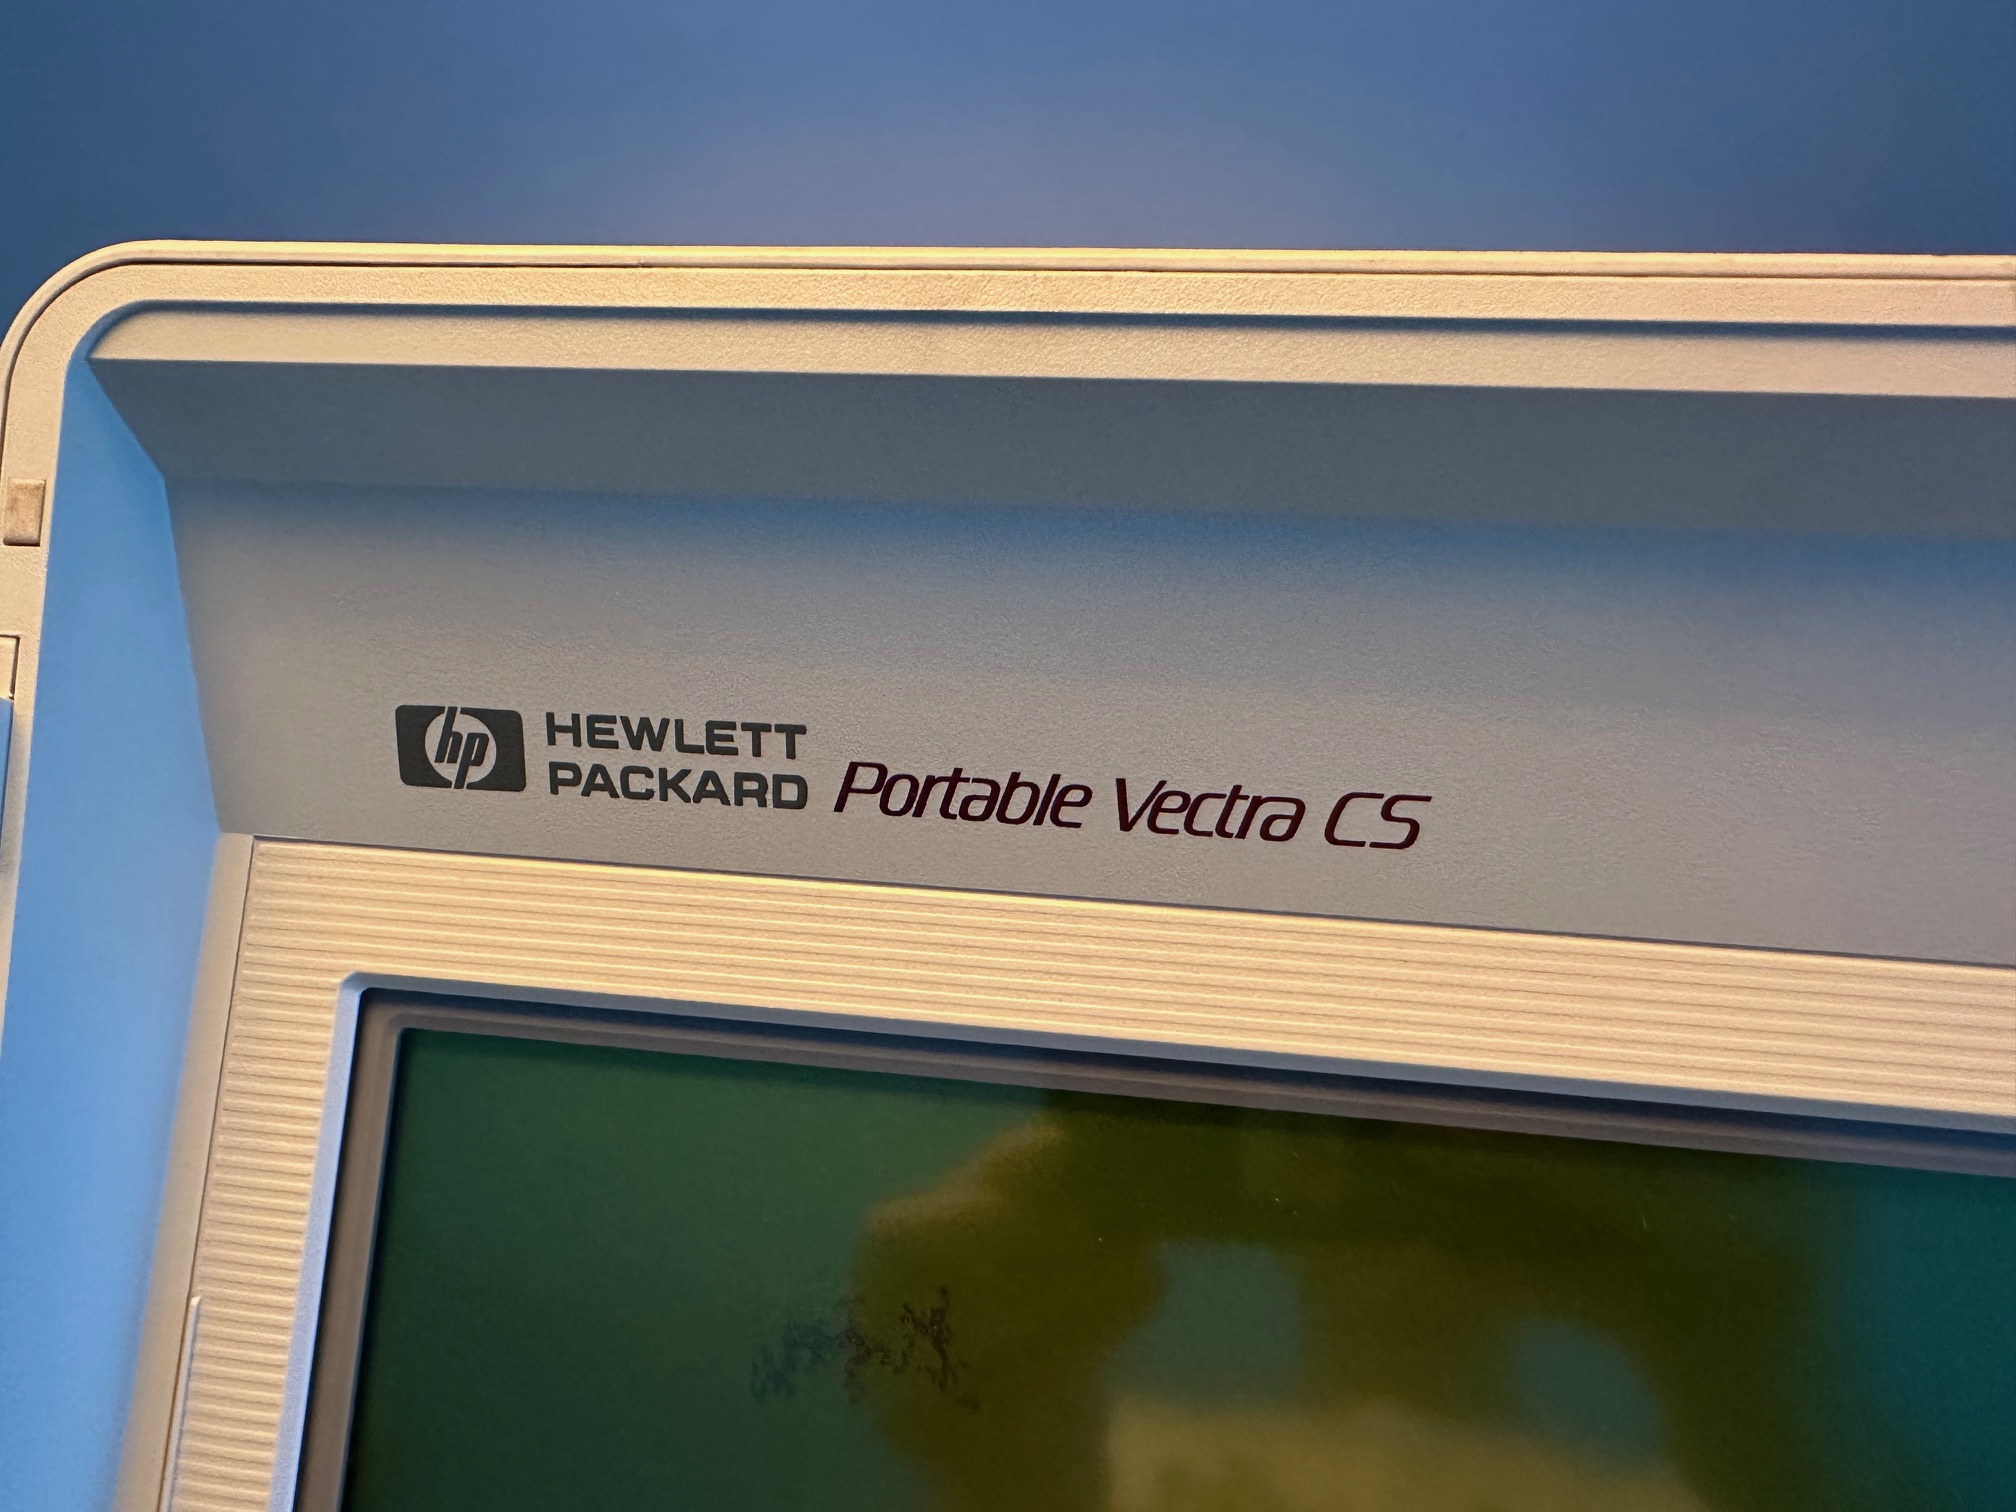 hp HEWLETT
PACKARD Portable Vectra CS